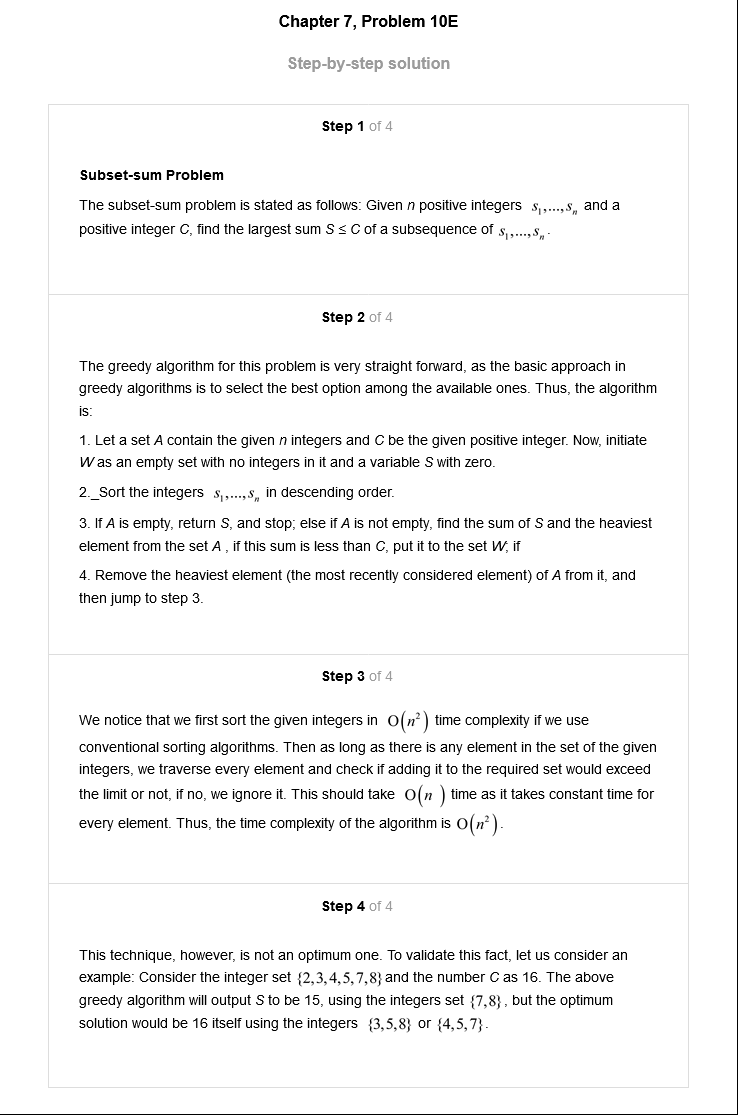 Chapter 7, Problem 10E
Step-by-step solution
Step 1 of 4
Subset-sum Problem
The subset-sum problem is stated as follows: Given n positive integers s₁,...,sₙ and a
positive integer C, find the largest sum S ≤ C of a subsequence of s₁,...,sₙ.
Step 2 of 4
The greedy algorithm for this problem is very straight forward, as the basic approach in
greedy algorithms is to select the best option among the available ones. Thus, the algorithm
is:
1. Let a set A contain the given n integers and C be the given positive integer. Now, initiate
W as an empty set with no integers in it and a variable S with zero.
2._Sort the integers s₁,...,sₙ in descending order.
3. If A is empty, return S, and stop; else if A is not empty, find the sum of S and the heaviest
element from the set A , if this sum is less than C, put it to the set W; if
4. Remove the heaviest element (the most recently considered element) of A from it, and
then jump to step 3.
Step 3 of 4
We notice that we first sort the given integers in O(n²) time complexity if we use
conventional sorting algorithms. Then as long as there is any element in the set of the given
integers, we traverse every element and check if adding it to the required set would exceed
the limit or not, if no, we ignore it. This should take O(n ) time as it takes constant time for
every element. Thus, the time complexity of the algorithm is O(n²).
Step 4 of 4
This technique, however, is not an optimum one. To validate this fact, let us consider an
example: Consider the integer set {2,3,4,5,7,8} and the number C as 16. The above
greedy algorithm will output S to be 15, using the integers set {7,8}, but the optimum
solution would be 16 itself using the integers {3,5,8} or {4,5,7}.